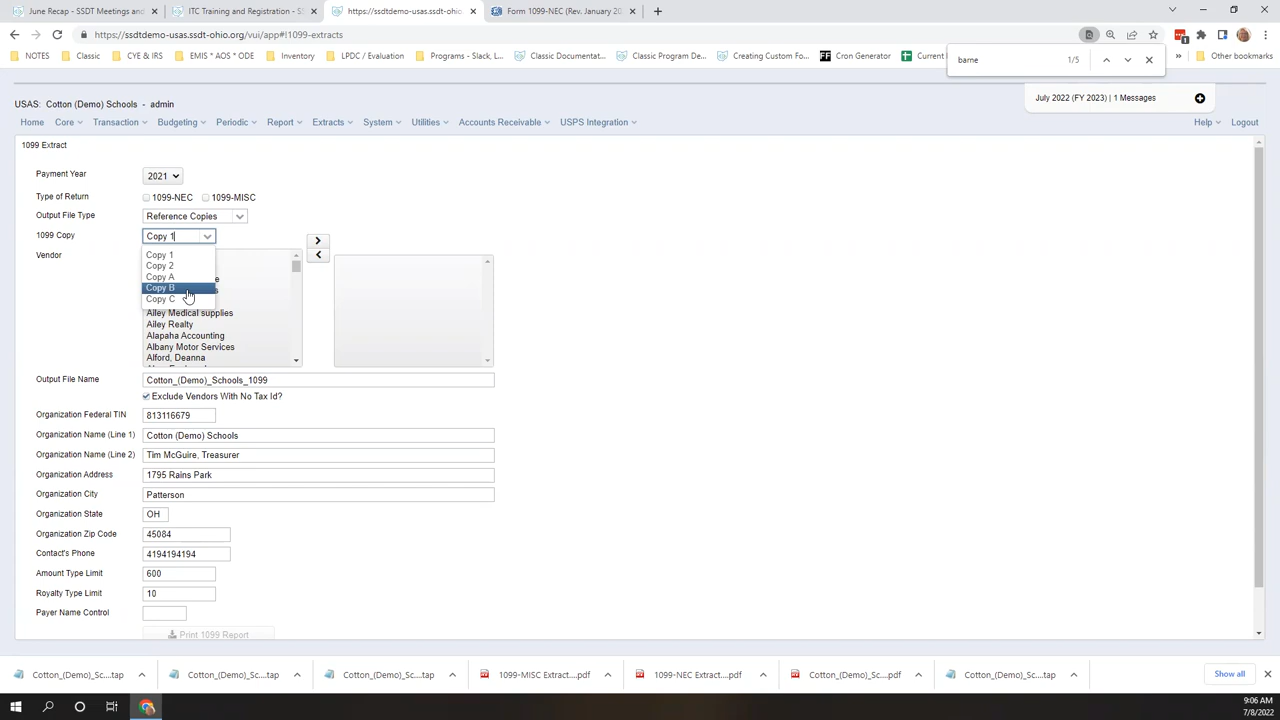 June Recap - SSDT Meetings and
ITC Training and Registration - SS
https://ssdtdemo-usas.ssdt-ohio
Form 1099-NEC (Rev. January 20
https://ssdtdemo-usas.ssdt-ohio.org/vui/app#!1099-extracts
NOTES
Classic
CYE & IRS
EMIS * AOS * ODE
Inventory
LPDC / Education
Programs - Slack, L...
Classic Documentat...
Classic Program De...
Creating Custom Fo...
Cron Generator
Current
Other bookmarks
barne
1/5
USAS: Cotton (Demo) Schools - admin
July 2022 (FY 2023) | 1 Messages
Home
Core
Transaction
Budgeting
Periodic
Report
Extracts
System
Utilities
Accounts Receivable
USPS Integration
Help
Logout
1099 Extract
Payment Year
2021
Type of Return
1099-NEC
1099-MISC
Output File Type
Reference Copies
1099 Copy
Copy 1
Vendor
Copy 1
Copy 2
Copy A
Copy B
Copy C
Ailey Medical supplies
Ailey Realty
Alapaha Accounting
Albany Motor Services
Alford, Deanna
Output File Name
Cotton_(Demo)_Schools_1099
Exclude Vendors With No Tax Id?
Organization Federal TIN
813116679
Organization Name (Line 1)
Cotton (Demo) Schools
Organization Name (Line 2)
Tim McGuire, Treasurer
Organization Address
1795 Rains Park
Organization City
Patterson
Organization State
OH
Organization Zip Code
45084
Contact's Phone
4194194194
Amount Type Limit
600
Royalty Type Limit
10
Payer Name Control
Print 1099 Report
Cotton_(Demo)_Sc....tap
Cotton_(Demo)_Sc....tap
Cotton_(Demo)_Sc....tap
1099-MISC Extract....pdf
1099-NEC Extract....pdf
Cotton_(Demo)_Sc....pdf
Cotton_(Demo)_Sc....tap
Show all
9:06 AM
7/8/2022